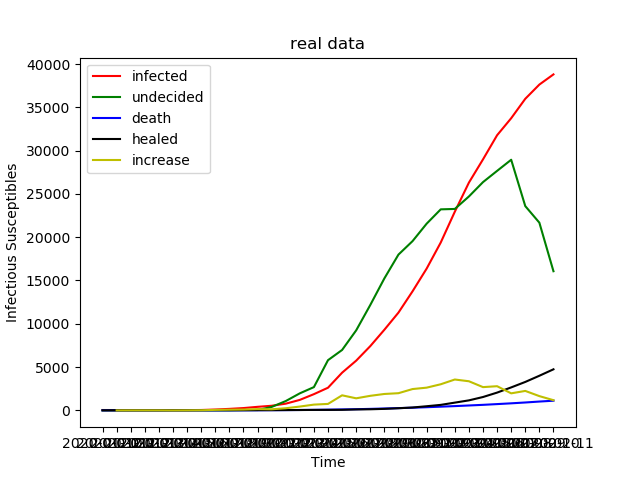 real data
40000
35000
30000
25000
20000
15000
10000
5000
0
infected
undecided
death
healed
increase
Infectious Susceptibles
Time